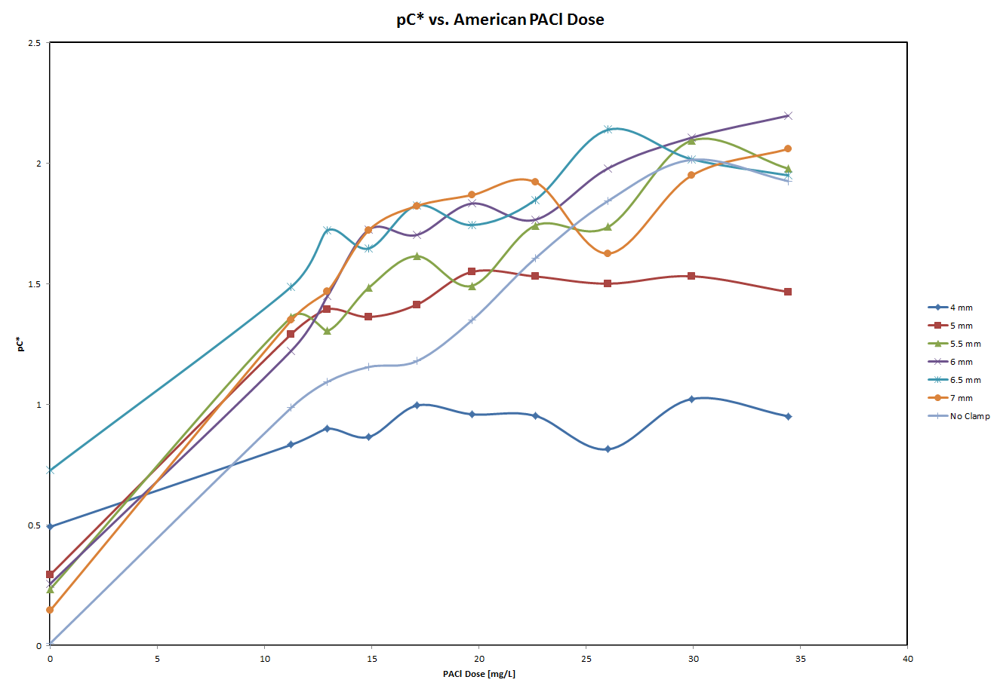 pC* vs. American PACl Dose
2.5
2
1.5
1
0.5
0
pC*
0 5 10 15 20 25 30 35 40
PACl Dose [mg/L]
4 mm
5 mm
5.5 mm
6 mm
6.5 mm
7 mm
No Clamp